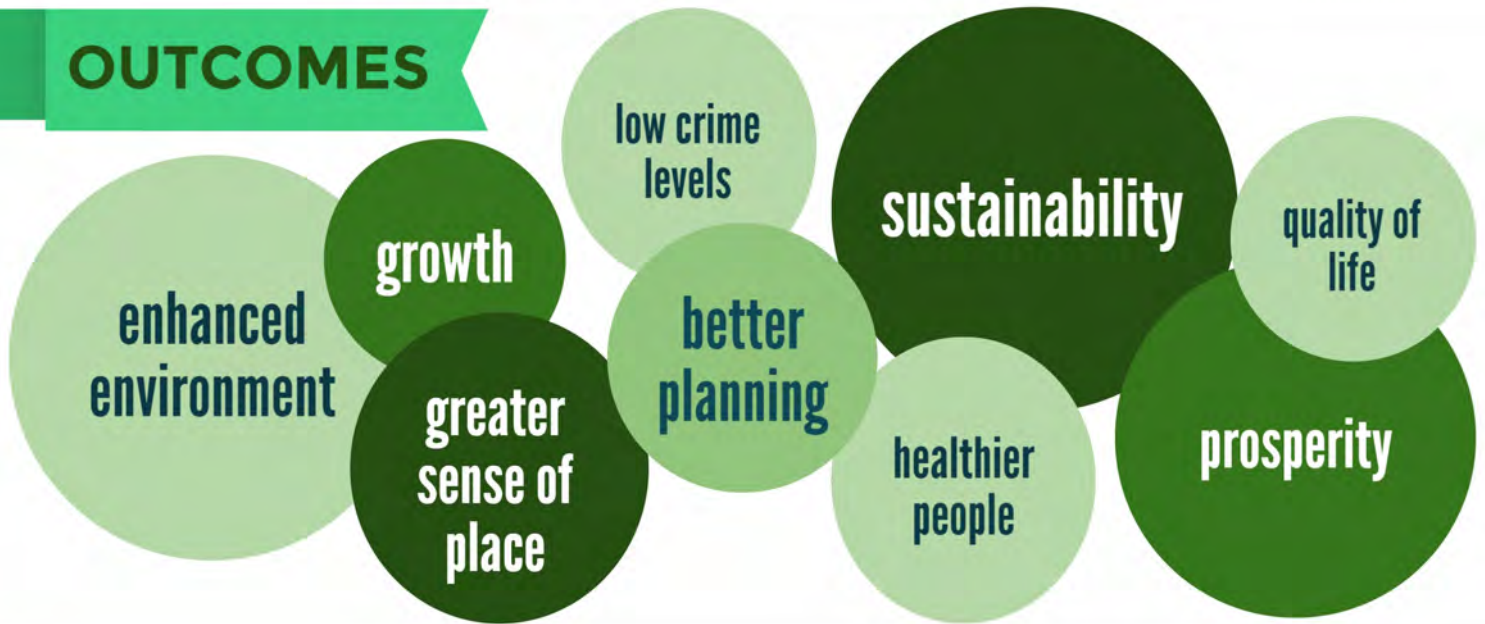 OUTCOMES
enhanced
environment
growth
greater
sense of
place
low crime
levels
better
planning
sustainability
healthier
people
quality of
life
prosperity